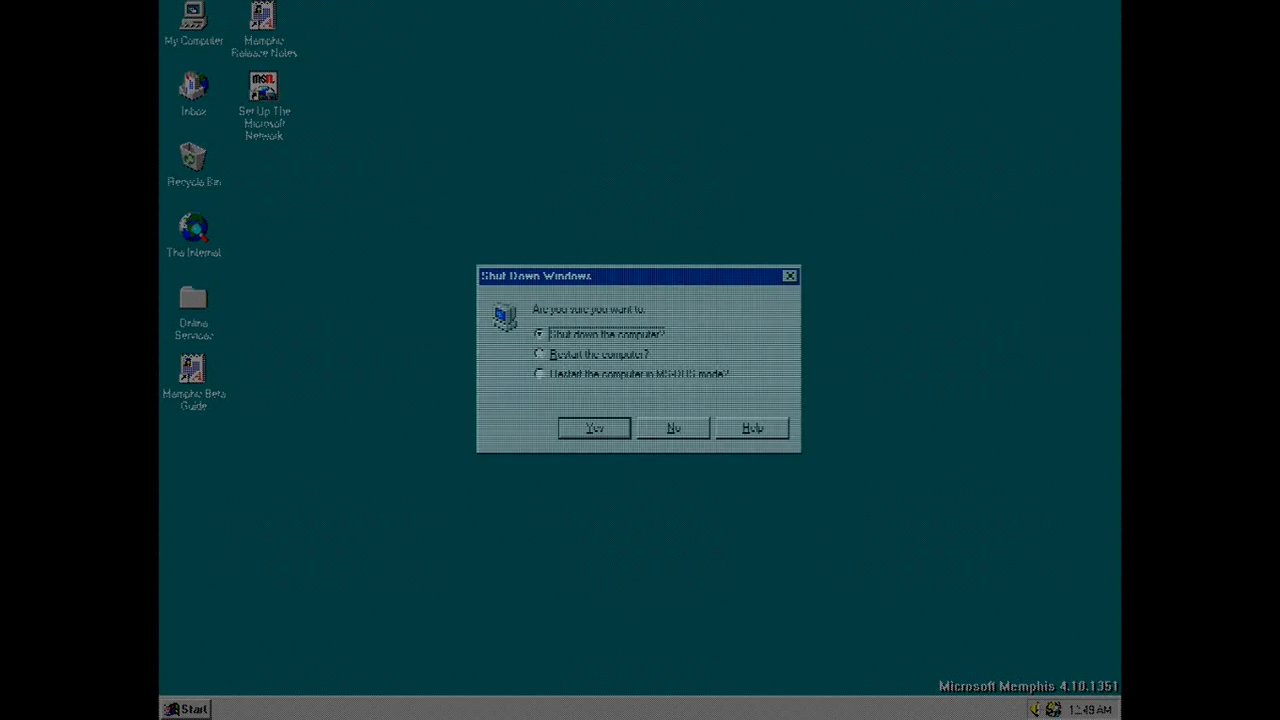 My Computer
Memphis
Release Notes
Inbox
msn
Set Up The
Microsoft
Network
Recycle Bin
The Internet
Online
Services
Memphis Beta
Guide
Shut Down Windows
Are you sure you want to:
Shut down the computer?
Restart the computer?
Restart the computer in MS-DOS mode?
Yes
No
Help
Microsoft Memphis 4.10.1351
Start
12:49 AM